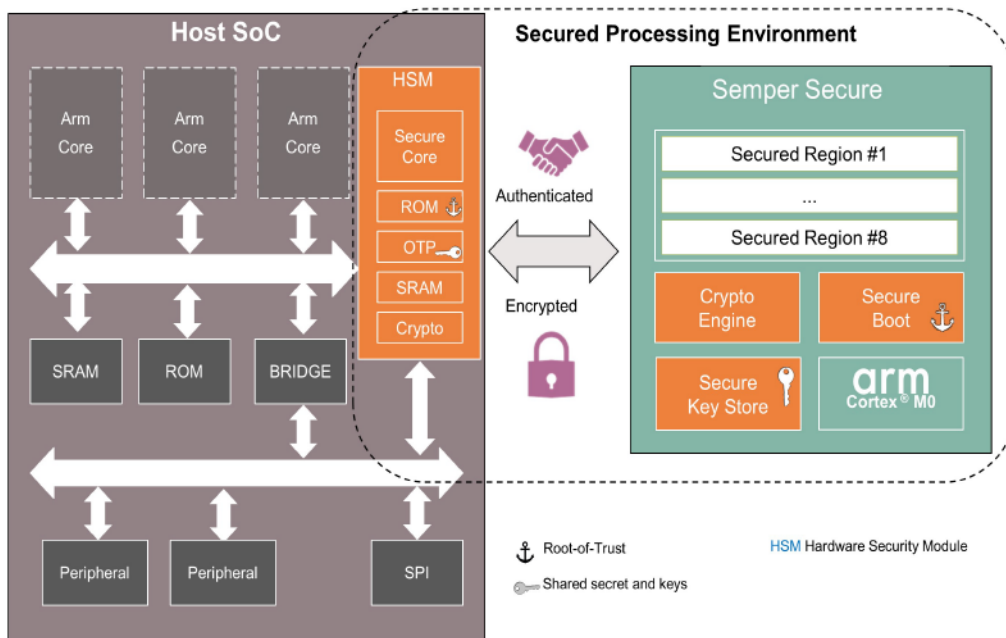 Host SoC
Secured Processing Environment
Arm
Core
Arm
Core
Arm
Core
HSM
Secure
Core
ROM
OTP
SRAM
Crypto
SRAM
ROM
BRIDGE
Peripheral
Peripheral
SPI
Authenticated
Encrypted
Semper Secure
Secured Region #1
...
Secured Region #8
Crypto
Engine
Secure
Boot
Secure
Key Store
arm
Cortex® M0
Root-of-Trust
HSM Hardware Security Module
Shared secret and keys